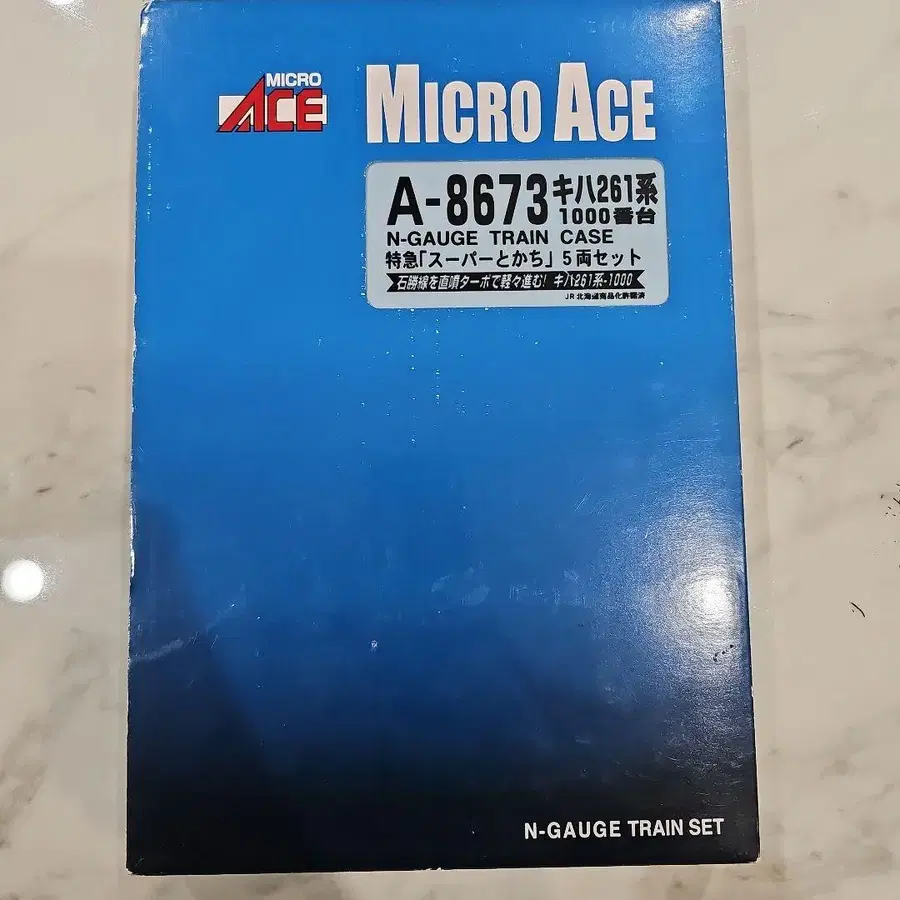 MICRO
ACE
MICRO ACE
A-8673 キハ261系
1000番台
N-GAUGE TRAIN CASE
特急「スーパーとかち」5両セット
石勝線を直噴ターボで軽々進む! キハ261系-1000
JR北海道商品化許諾済
N-GAUGE TRAIN SET